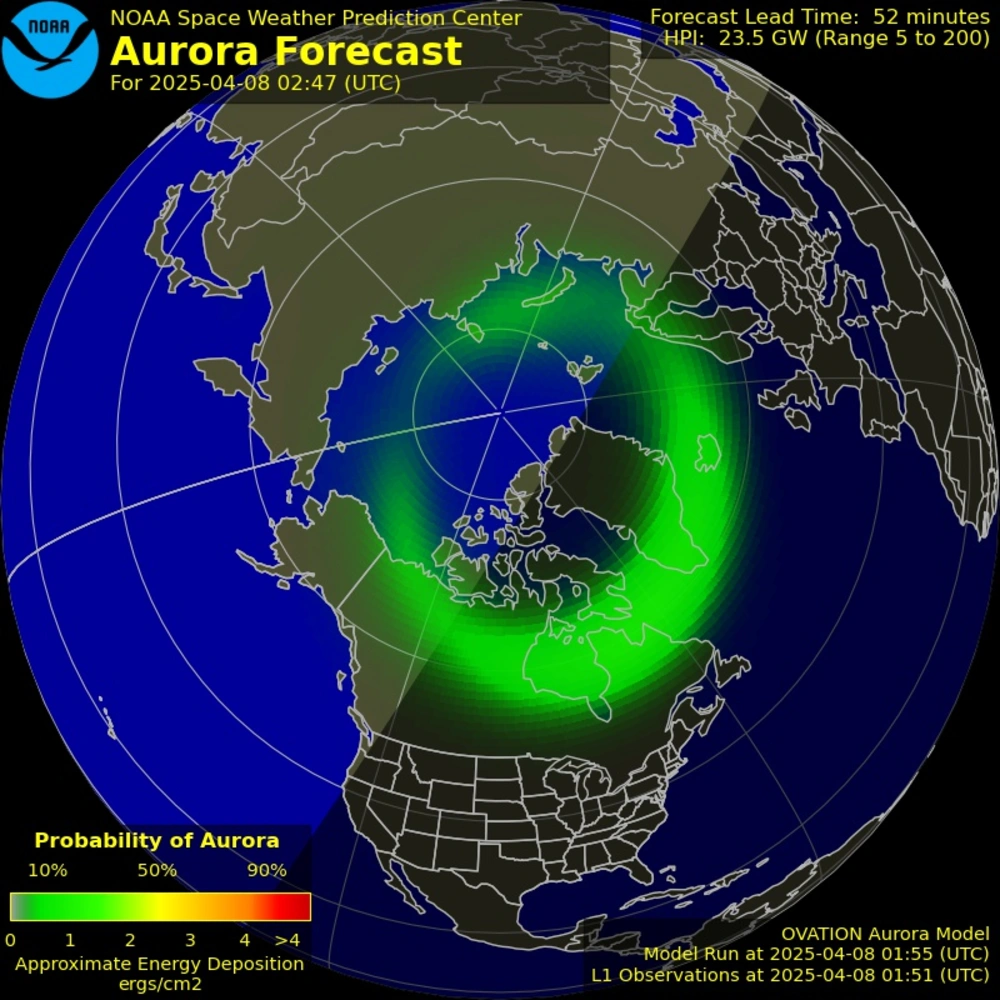 NOAA
NOAA Space Weather Prediction Center
Aurora Forecast
For 2025-04-08 02:47 (UTC)
Forecast Lead Time: 52 minutes
HPI: 23.5 GW (Range 5 to 200)
Probability of Aurora
10% 50% 90%
0 1 2 3 4 >4
Approximate Energy Deposition
ergs/cm2
OVATION Aurora Model
Model Run at 2025-04-08 01:55 (UTC)
L1 Observations at 2025-04-08 01:51 (UTC)